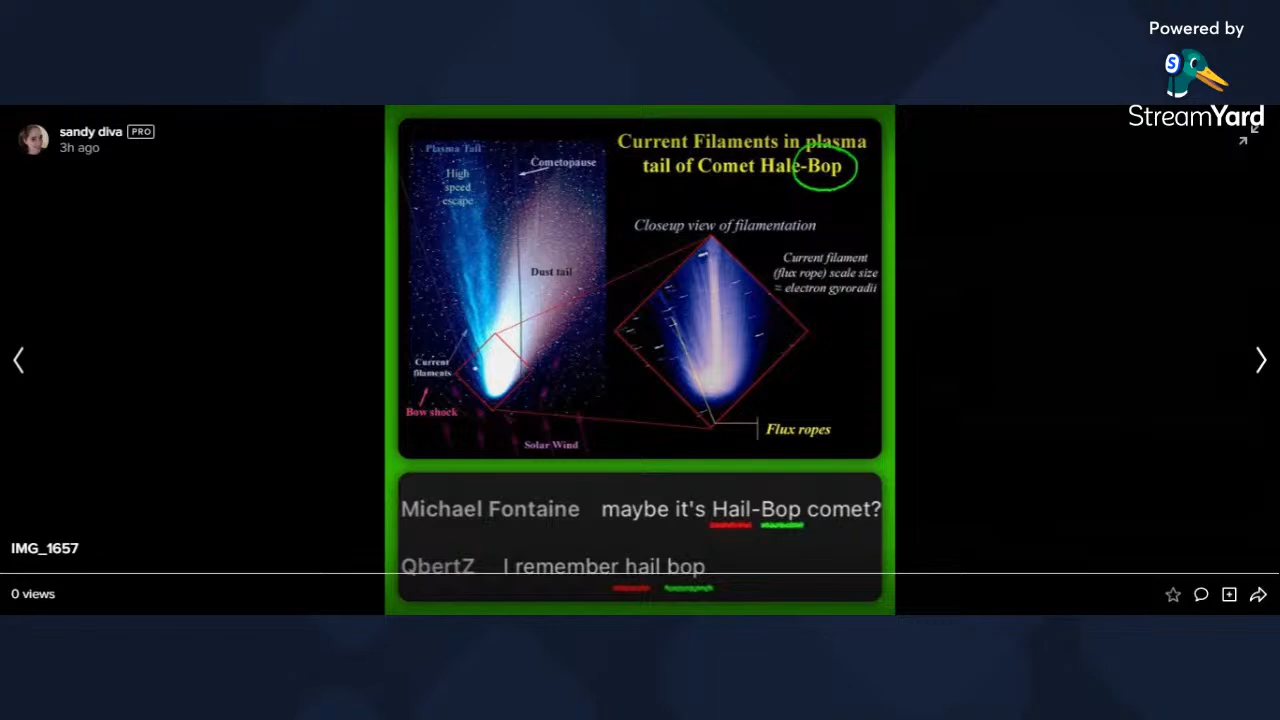 Powered by
StreamYard
sandy diva PRO
3h ago
Current Filaments in plasma
tail of Comet Hale-Bop
Plasma Tail
Cometopause
High
speed
escape
Closeup view of filamentation
Current filament
(flux rope) scale size
= electron gyroradii
Dust tail
Current
filaments
Bow shock
Flux ropes
Solar Wind
Michael Fontaine maybe it's Hail-Bop comet?
QbertZ I remember hail bop
IMG_1657
0 views